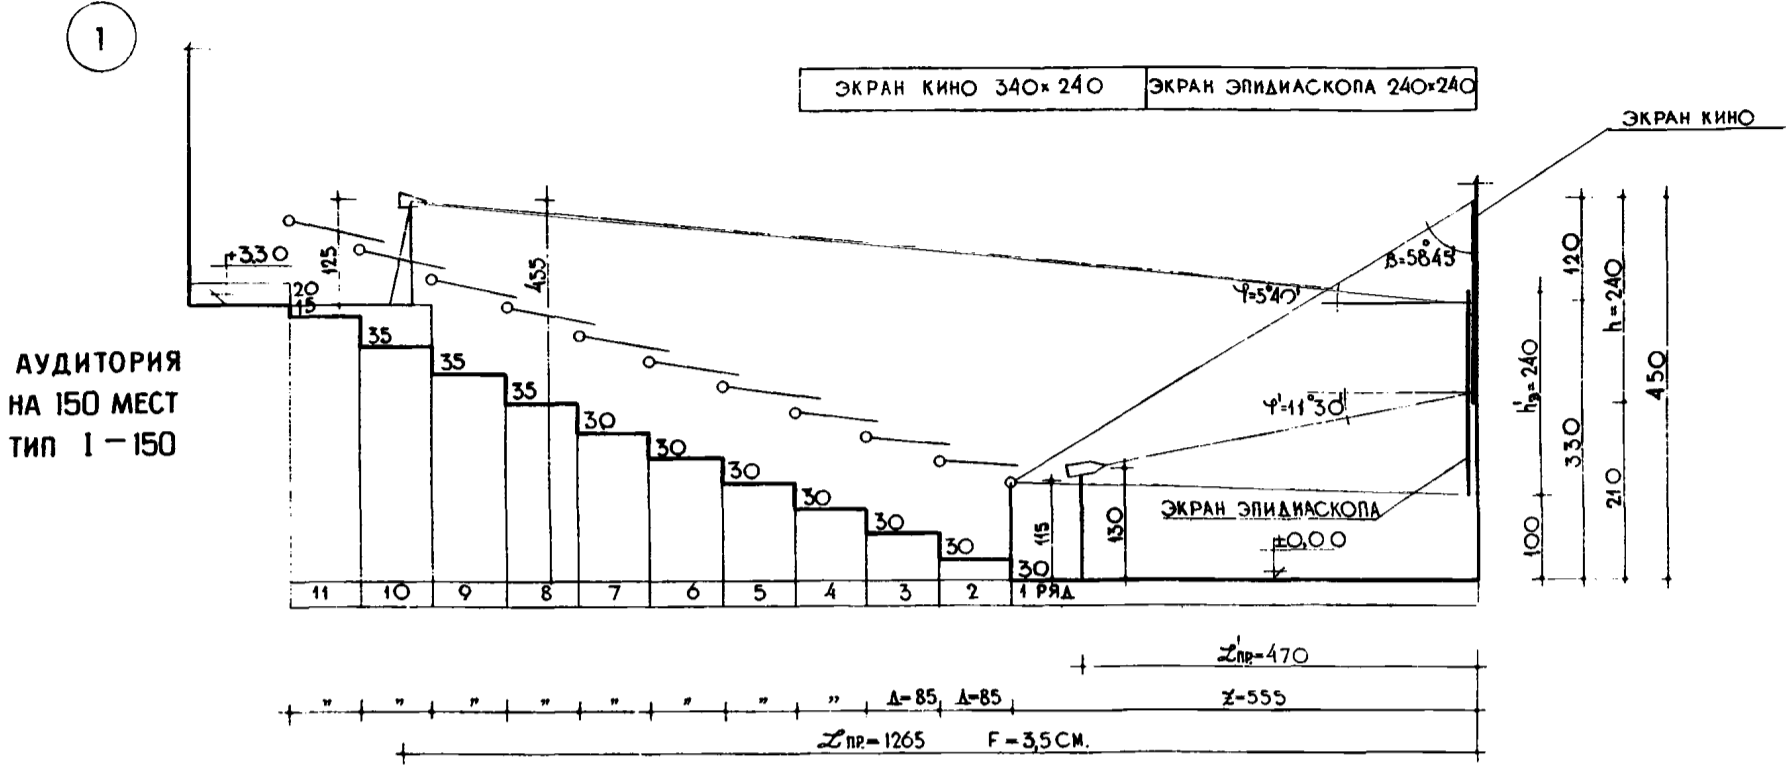 1
ЭКРАН КИНО 340×240
ЭКРАН ЭПИДИАСКОПА 240×240
ЭКРАН КИНО
+3.30
125
455
β=58°45'
120
20
15
φ=5°40'
h=240
35
35
35
АУДИТОРИЯ
НА 150 МЕСТ
ТИП 1-150
h'э=240
450
φ'=11°30'
30
30
30
30
30
30
30
330
210
115
130
100
ЭКРАН ЭПИДИАСКОПА
±0,00
11 10 9 8 7 6 5 4 3 2 1 РЯД
L'пр=470
" " " " " " " " Δ=85 Δ=85 Z=555
Lпр=1265 F=3,5 СМ.